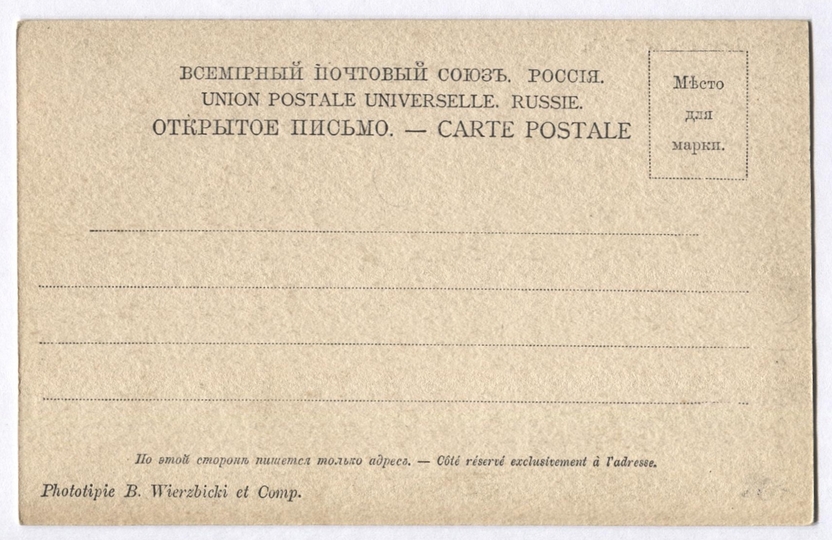 ВСЕМІРНЫЙ ПОЧТОВЫЙ СОЮЗЪ. РОССІЯ.
UNION POSTALE UNIVERSELLE. RUSSIE.
ОТКРЫТОЕ ПИСЬМО. — CARTE POSTALE
Мѣсто
для
марки.
По этой сторонѣ пишется только адресъ. — Côté réservé exclusivement à l'adresse.
Phototipie B. Wierzbicki et Comp.